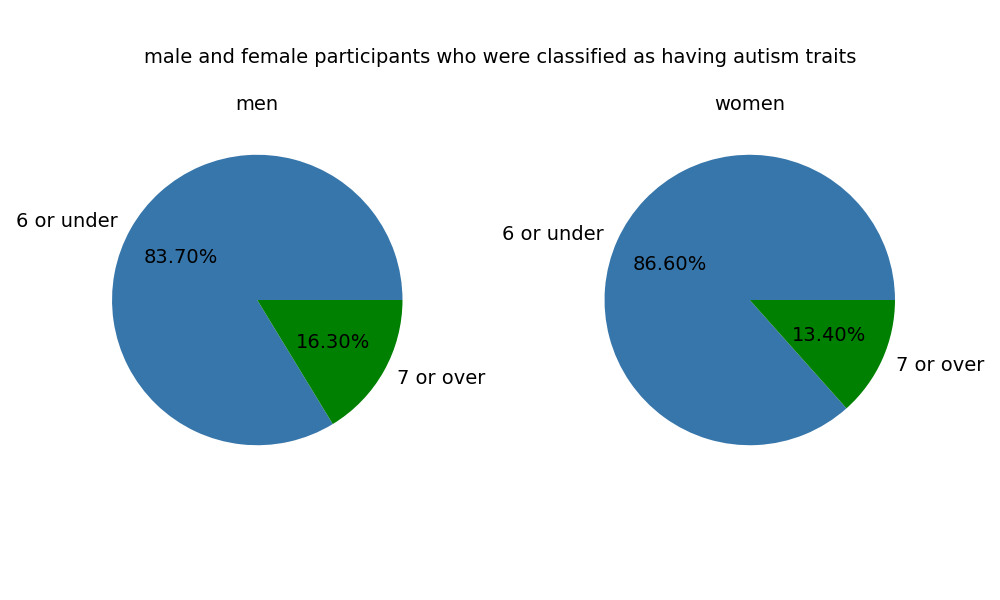 male and female participants who were classified as having autism traits
men
women
6 or under
83.70%
16.30%
7 or over
6 or under
86.60%
13.40%
7 or over